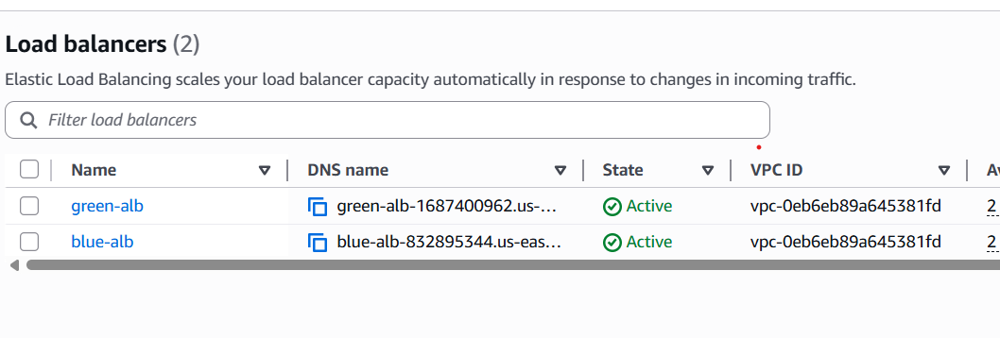 Load balancers (2)
Elastic Load Balancing scales your load balancer capacity automatically in response to changes in incoming traffic.
Filter load balancers
Name DNS name State VPC ID Av
green-alb green-alb-1687400962.us-... Active vpc-0eb6eb89a645381fd 2
blue-alb blue-alb-832895344.us-eas... Active vpc-0eb6eb89a645381fd 2